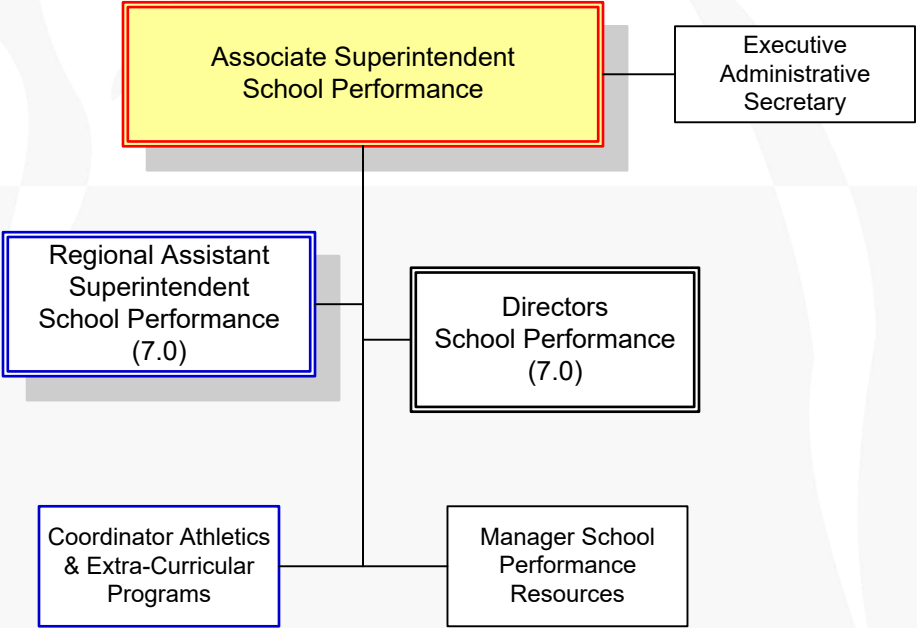 Associate Superintendent
School Performance
Executive
Administrative
Secretary
Regional Assistant
Superintendent
School Performance
(7.0)
Directors
School Performance
(7.0)
Coordinator Athletics
& Extra-Curricular
Programs
Manager School
Performance
Resources